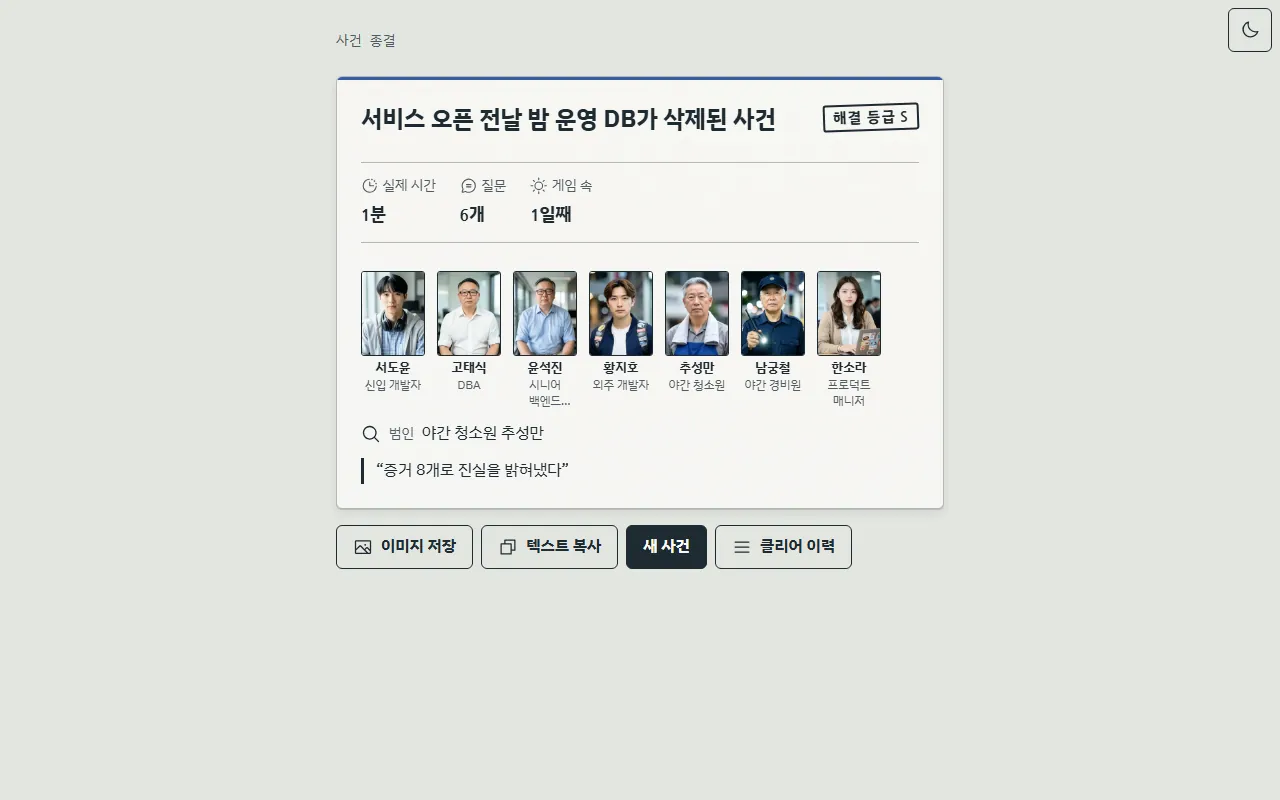 사건 종결
서비스 오픈 전날 밤 운영 DB가 삭제된 사건
해결 등급 S
실제 시간 질문 게임 속
1분 6개 1일째
서도윤 고태식 윤석진 황지호 추성만 남궁철 한소라
신입 개발자 DBA 시니어 외주 개발자 야간 청소원 야간 경비원 프로덕트
백엔드... 매니저
범인 야간 청소원 추성만
“증거 8개로 진실을 밝혀냈다”
이미지 저장 텍스트 복사 새 사건 클리어 이력